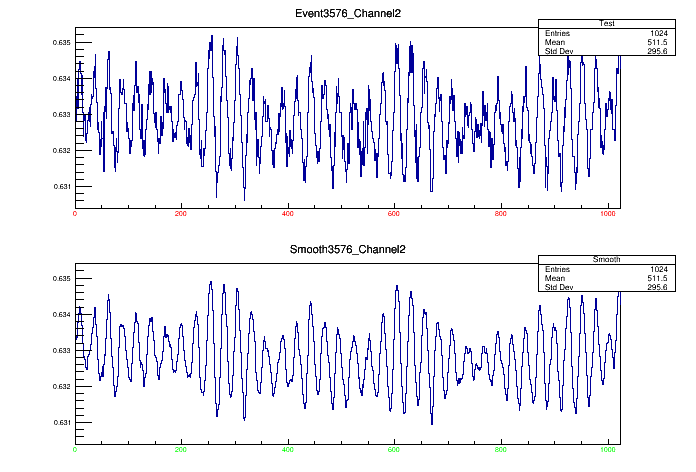 Event3576_Channel2
Test
Entries 1024
Mean 511.5
Std Dev 295.6
0.635
0.634
0.633
0.632
0.631
0 200 400 600 800 1000
Smooth3576_Channel2
Smooth
Entries 1024
Mean 511.5
Std Dev 295.6
0.635
0.634
0.633
0.632
0.631
0 200 400 600 800 1000